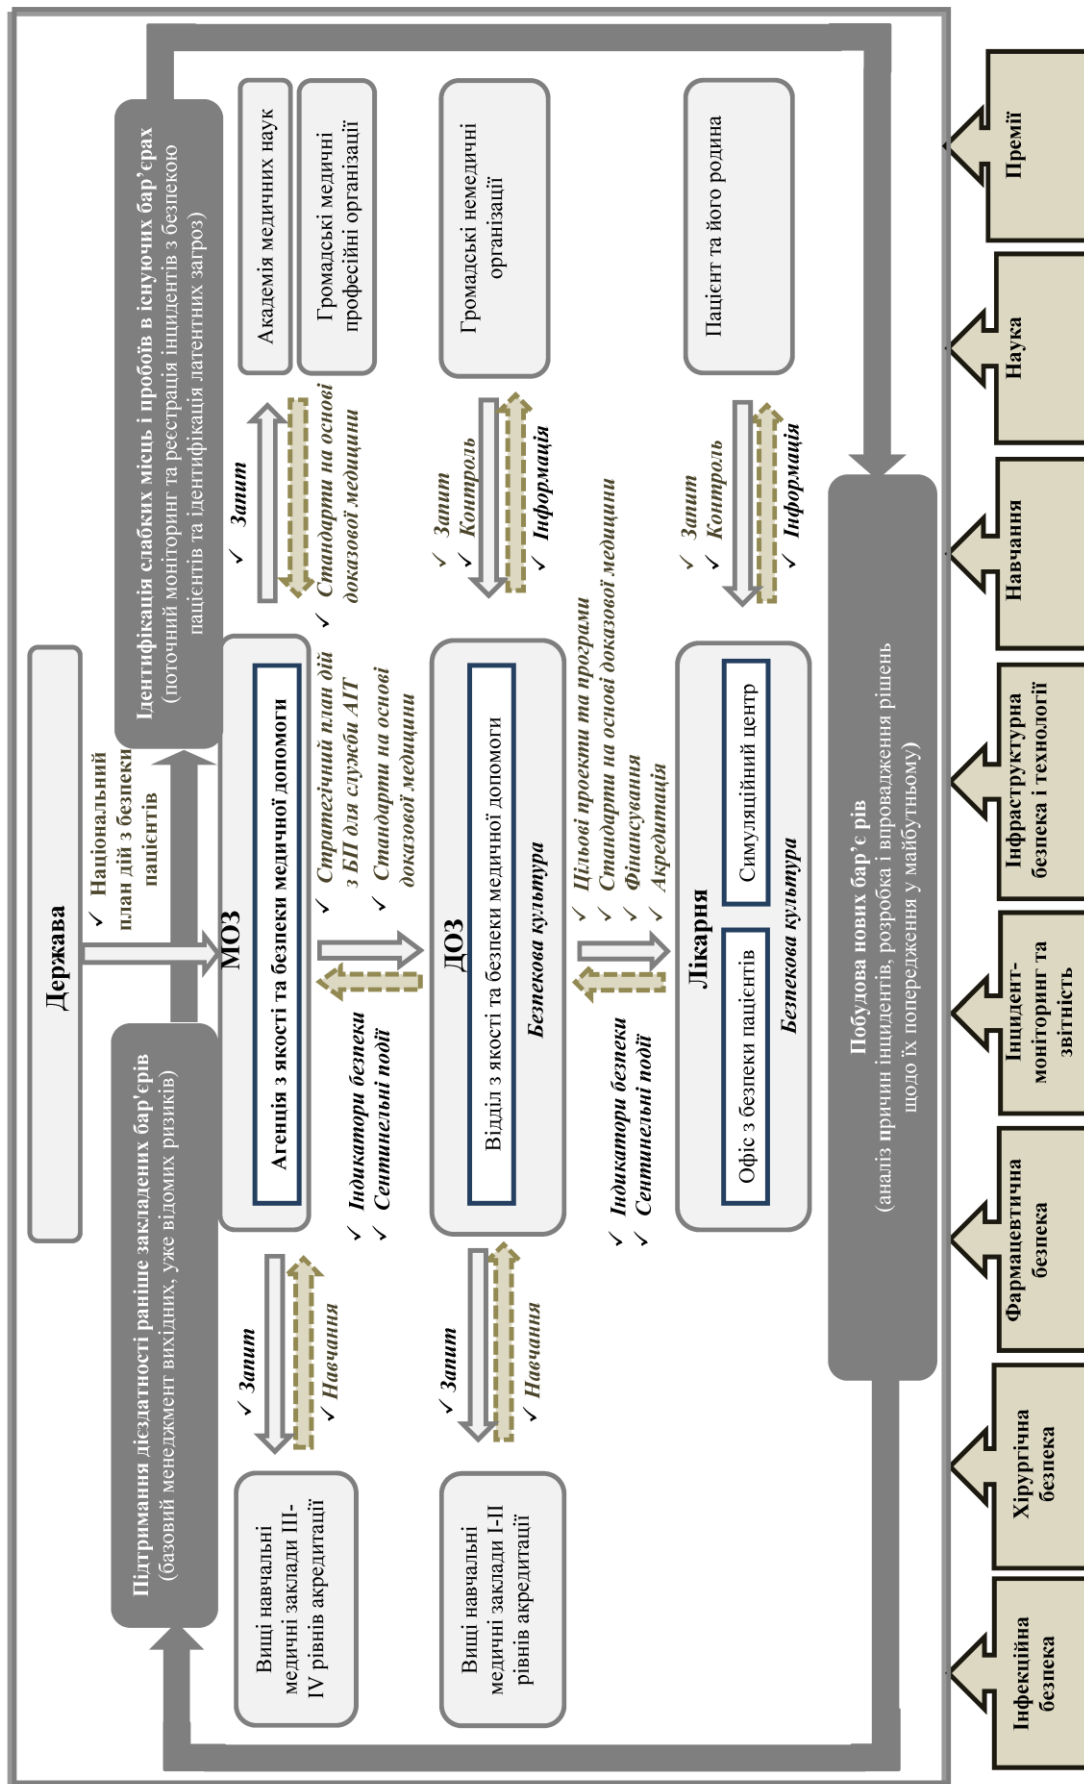 Держава
✓ Національний
план дій з безпеки
пацієнтів
Підтримання дієздатності раніше закладених бар'єрів
(базовий менеджмент вихідних, уже відомих ризиків)
Ідентифікація слабких місць і пробоїв в існуючих бар’єрах
(поточний моніторинг та реєстрація інцидентів з безпекою
пацієнтів та ідентифікація латентних загроз)
Вищі навчальні
медичні заклади III-
IV рівнів акредитації
✓ Запит
✓ Навчання
МОЗ
Агенція з якості та безпеки медичної допомоги
✓ Запит
✓ Стандарти на основі
доказової медицини
Академія медичних наук
Громадські медичні
професійні організації
✓ Індикатори безпеки
✓ Сентинельні події
✓ Стратегічний план дій
з БП для служби АІТ
✓ Стандарти на основі
доказової медицини
Вищі навчальні
медичні заклади I-II
рівнів акредитації
✓ Запит
✓ Навчання
ДОЗ
Відділ з якості та безпеки медичної допомоги
Безпекова культура
✓ Запит
✓ Контроль
✓ Інформація
Громадські немедичні
організації
✓ Індикатори безпеки
✓ Сентинельні події
✓ Цільові проекти та програми
✓ Стандарти на основі доказової медицини
✓ Фінансування
✓ Акредитація
Лікарня
Офіс з безпеки пацієнтів
Симуляційний центр
Безпекова культура
✓ Запит
✓ Контроль
✓ Інформація
Пацієнт та його родина
Побудова нових бар’є рів
(аналіз причин інцидентів, розробка і впровадження рішень
щодо їх попередження у майбутньому)
Інфекційна
безпека
Хірургічна
безпека
Фармацевтична
безпека
Інцидент-
моніторинг та
звітність
Інфраструктурна
безпека і технології
Навчання
Наука
Премії